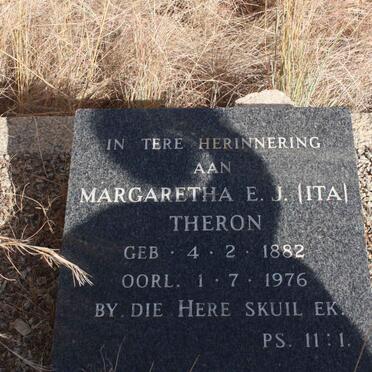 IN TERE HERINNERING
AAN
MARGARETHA E. J. (ITA)
THERON
GEB · 4 · 2 · 1882
OORL. 1 · 7 · 1976
BY DIE HERE SKUIL EK.
PS. 11:1.